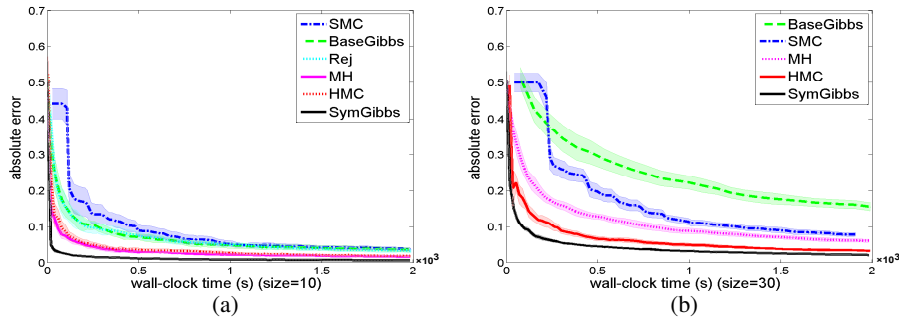 0.7
0.6
0.5
0.4
0.3
0.2
0.1
0
absolute error
SMC
BaseGibbs
Rej
MH
HMC
SymGibbs
0 0.5 1 1.5 2
×10³
wall-clock time (s) (size=10)
(a)
0.7
0.6
0.5
0.4
0.3
0.2
0.1
0
absolute error
BaseGibbs
SMC
MH
HMC
SymGibbs
0 0.5 1 1.5 2
×10³
wall-clock time (s) (size=30)
(b)